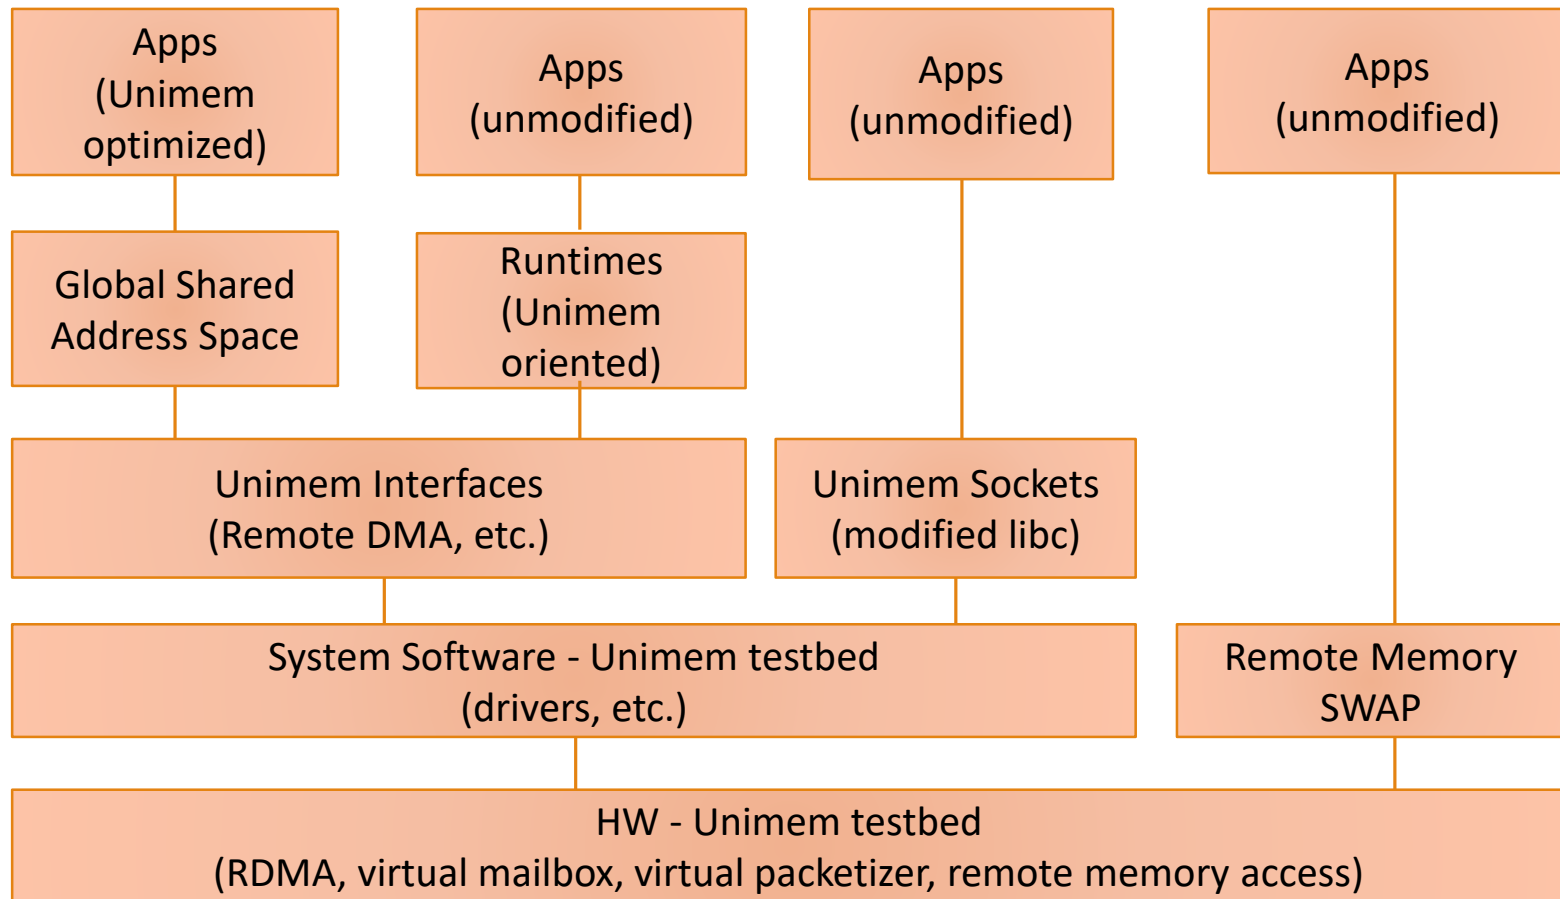 Apps
(Unimem
optimized)
Apps
(unmodified)
Apps
(unmodified)
Apps
(unmodified)
Global Shared
Address Space
Runtimes
(Unimem
oriented)
Unimem Interfaces
(Remote DMA, etc.)
Unimem Sockets
(modified libc)
System Software - Unimem testbed
(drivers, etc.)
Remote Memory
SWAP
HW - Unimem testbed
(RDMA, virtual mailbox, virtual packetizer, remote memory access)